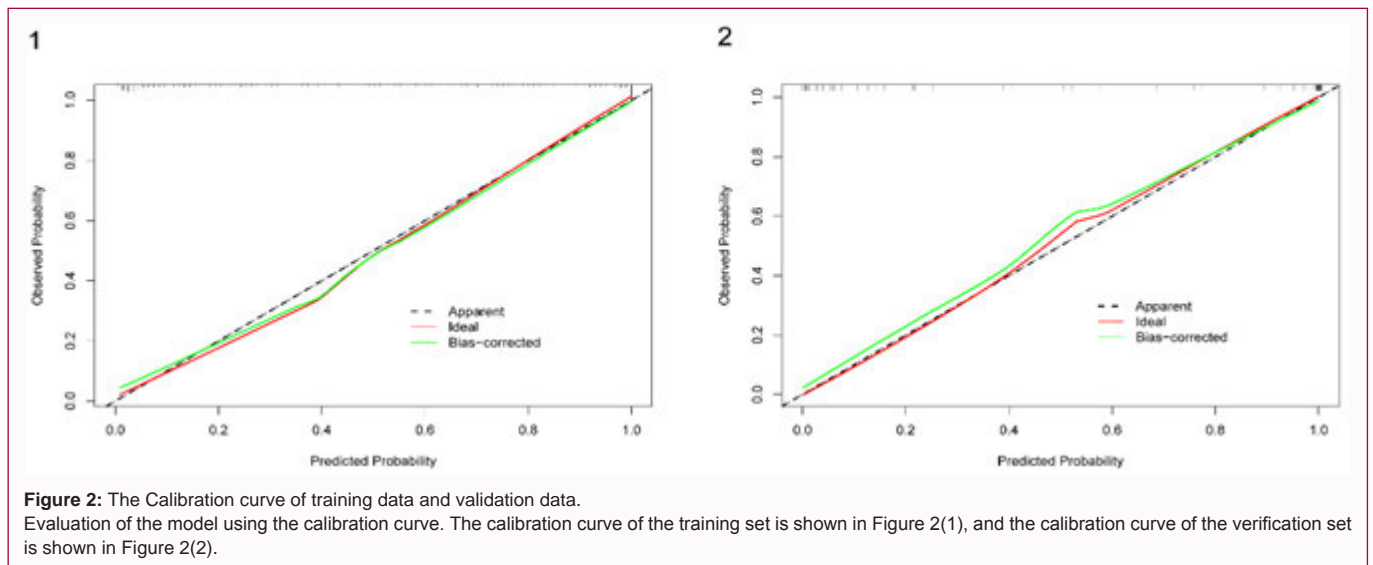 1
1.0
0.8
0.6
0.4
0.2
0.0
Observed Probability
Apparent
Ideal
Bias-corrected
0.0 0.2 0.4 0.6 0.8 1.0
Predicted Probability
2
1.0
0.8
0.6
0.4
0.2
0.0
Observed Probability
Apparent
Ideal
Bias-corrected
0.0 0.2 0.4 0.6 0.8 1.0
Predicted Probability
Figure 2: The Calibration curve of training data and validation data.
Evaluation of the model using the calibration curve. The calibration curve of the training set is shown in Figure 2(1), and the calibration curve of the verification set
is shown in Figure 2(2).